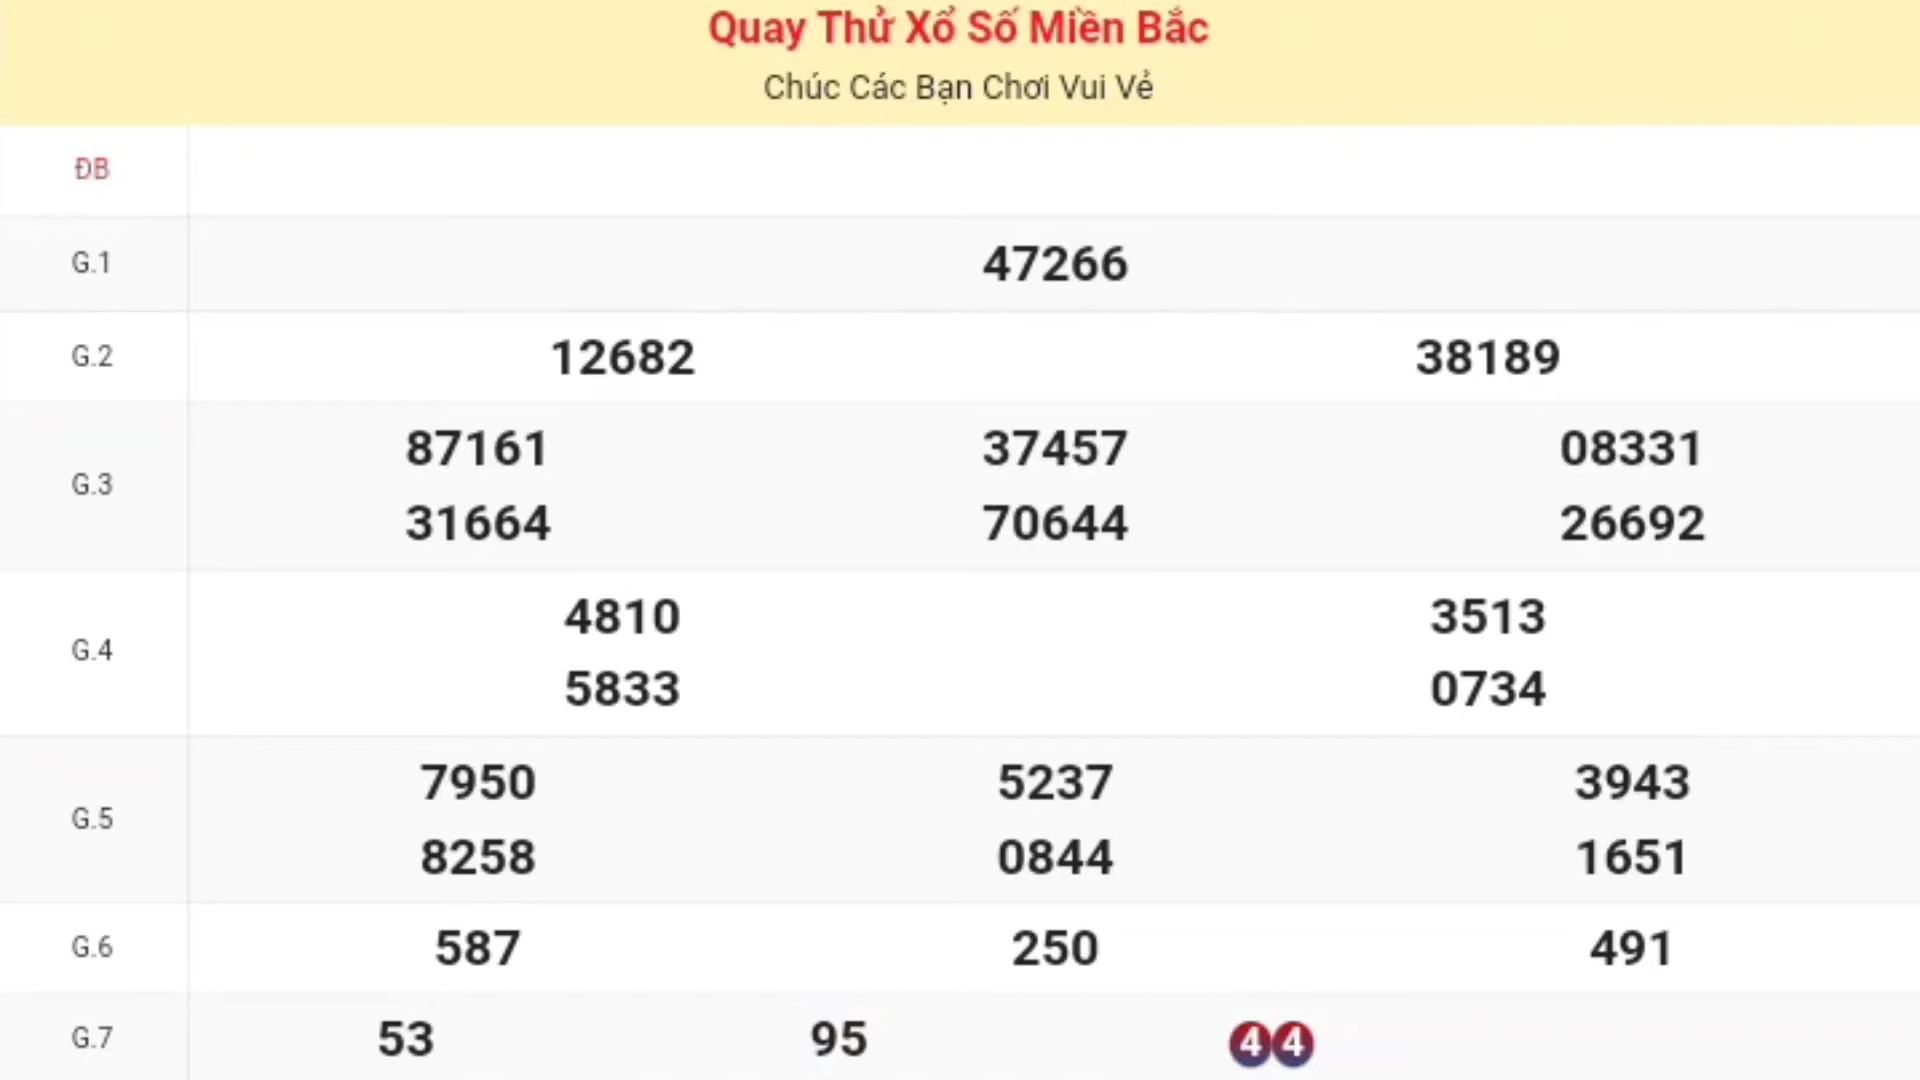 Quay Thử Xổ Số Miền Bắc
Chúc Các Bạn Chơi Vui Vẻ
ĐB
G.1 47266
G.2 12682 38189
G.3 87161 37457 08331
31664 70644 26692
G.4 4810 3513
5833 0734
G.5 7950 5237 3943
8258 0844 1651
G.6 587 250 491
G.7 53 95 44